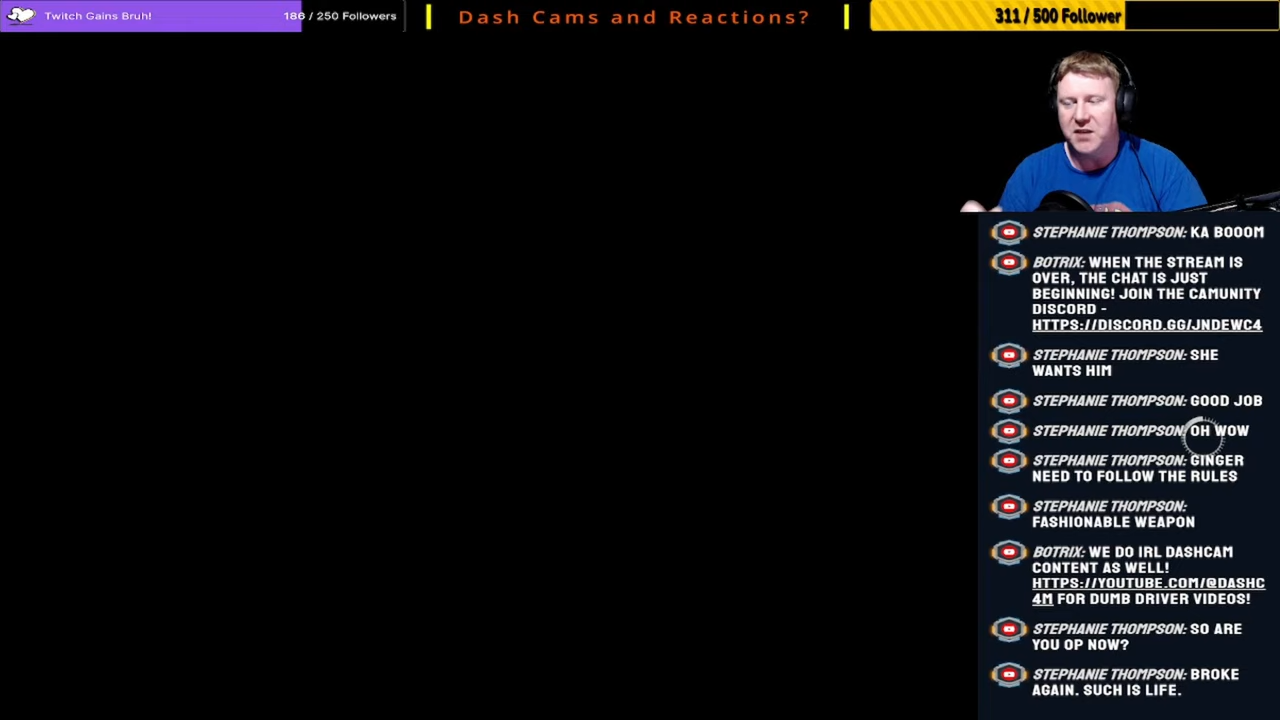 Twitch Gains Bruh!
186 / 250 Followers
Dash Cams and Reactions?
311 / 500 Follower
STEPHANIE THOMPSON: KA BOOOM
BOTRIX: WHEN THE STREAM IS
OVER, THE CHAT IS JUST
BEGINNING! JOIN THE CAMUNITY
DISCORD -
HTTPS://DISCORD.GG/JNDEWC4
STEPHANIE THOMPSON: SHE
WANTS HIM
STEPHANIE THOMPSON: GOOD JOB
STEPHANIE THOMPSON: OH WOW
STEPHANIE THOMPSON: GINGER
NEED TO FOLLOW THE RULES
STEPHANIE THOMPSON:
FASHIONABLE WEAPON
BOTRIX: WE DO IRL DASHCAM
CONTENT AS WELL!
HTTPS://YOUTUBE.COM/@DASHC
4M FOR DUMB DRIVER VIDEOS!
STEPHANIE THOMPSON: SO ARE
YOU OP NOW?
STEPHANIE THOMPSON: BROKE
AGAIN. SUCH IS LIFE.